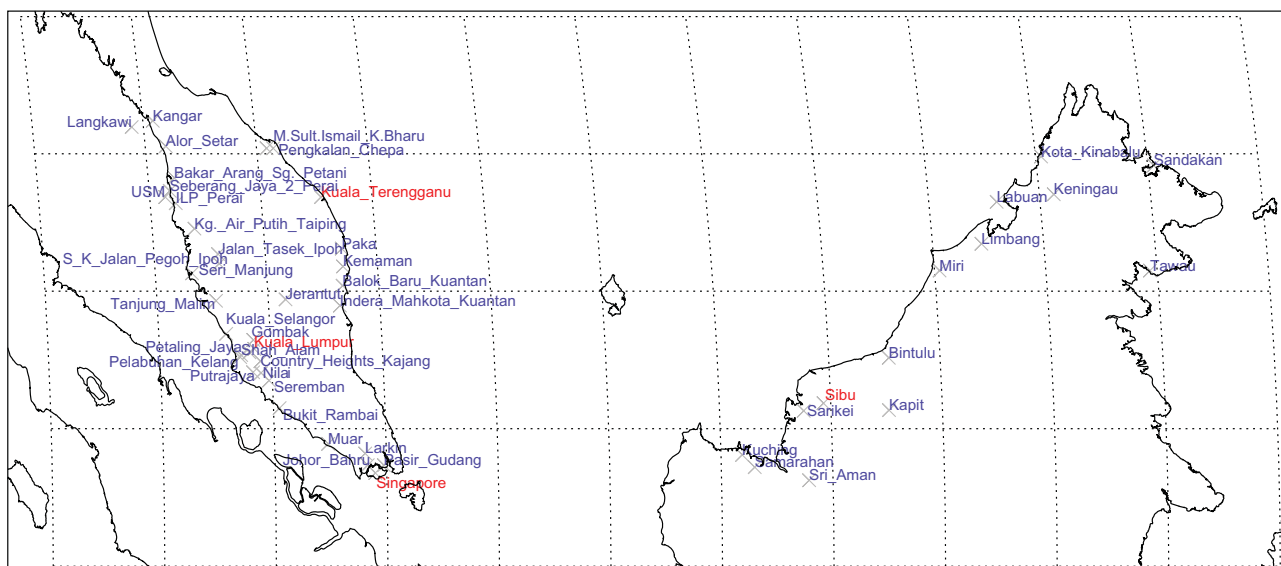 Langkawi
Kangar
Alor_Setar
M.Sult.Ismail_K.Bharu
Pengkalan_Chepa
Kota_Kinabalu
Sandakan
Bakar_Arang_Sg._Petani
Seberang_Jaya_2_Perai
USM
ILP_Perai
Kuala_Terengganu
Labuan
Keningau
Kg._Air_Putih_Taiping
Limbang
Jalan_Tasek_Ipoh
Paka
S_K_Jalan_Pegoh_Ipoh
Seri_Manjung
Kemaman
Miri
Tawau
Balok_Baru_Kuantan
Tanjung_Malim
Jerantut
Indera_Mahkota_Kuantan
Kuala_Selangor
Gombak
Petaling_Jaya
Kuala_Lumpur
Shah_Alam
Bintulu
Pelabuhan_Kelang
Country_Heights_Kajang
Putrajaya
Nilai
Seremban
Sibu
Bukit_Rambai
Sarikei
Kapit
Muar
Larkin
Kuching
Johor_Bahru
Pasir_Gudang
Samarahan
Singapore
Sri_Aman